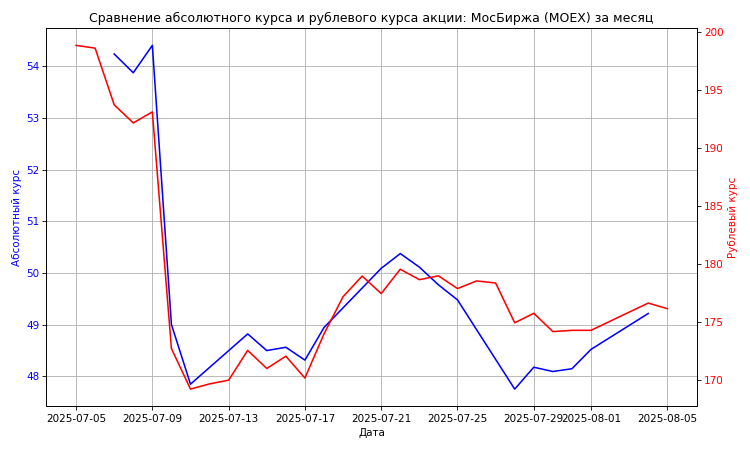 Сравнение абсолютного курса и рублевого курса акции: МосБиржа (MOEX) за месяц
Абсолютный курс
54
53
52
51
50
49
48
200
195
190
185
180
175
170
Рублевый курс
2025-07-05 2025-07-09 2025-07-13 2025-07-17 2025-07-21 2025-07-25 2025-07-29 2025-08-01 2025-08-05
Дата